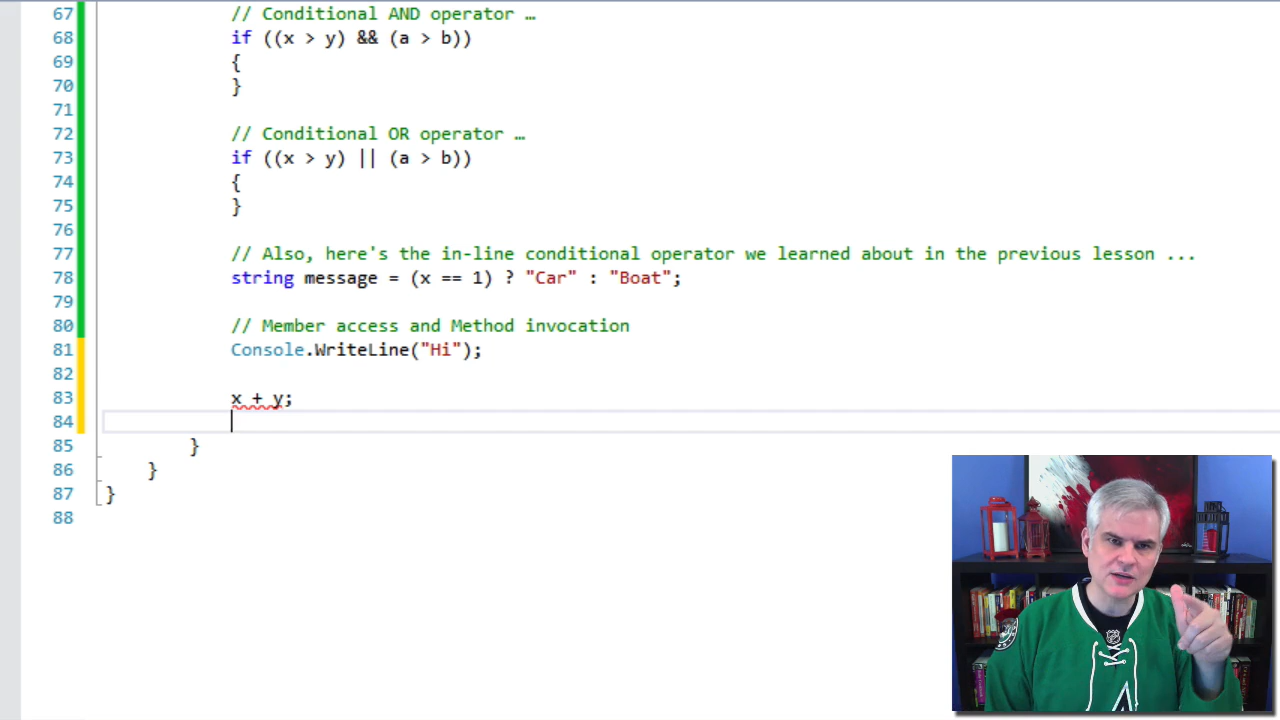 67 // Conditional AND operator …
68 if ((x > y) && (a > b))
69 {
70 }
71
72 // Conditional OR operator …
73 if ((x > y) || (a > b))
74 {
75 }
76
77 // Also, here's the in-line conditional operator we learned about in the previous lesson ...
78 string message = (x == 1) ? "Car" : "Boat";
79
80 // Member access and Method invocation
81 Console.WriteLine("Hi");
82
83 x + y;
84
85 }
86 }
87 }
88